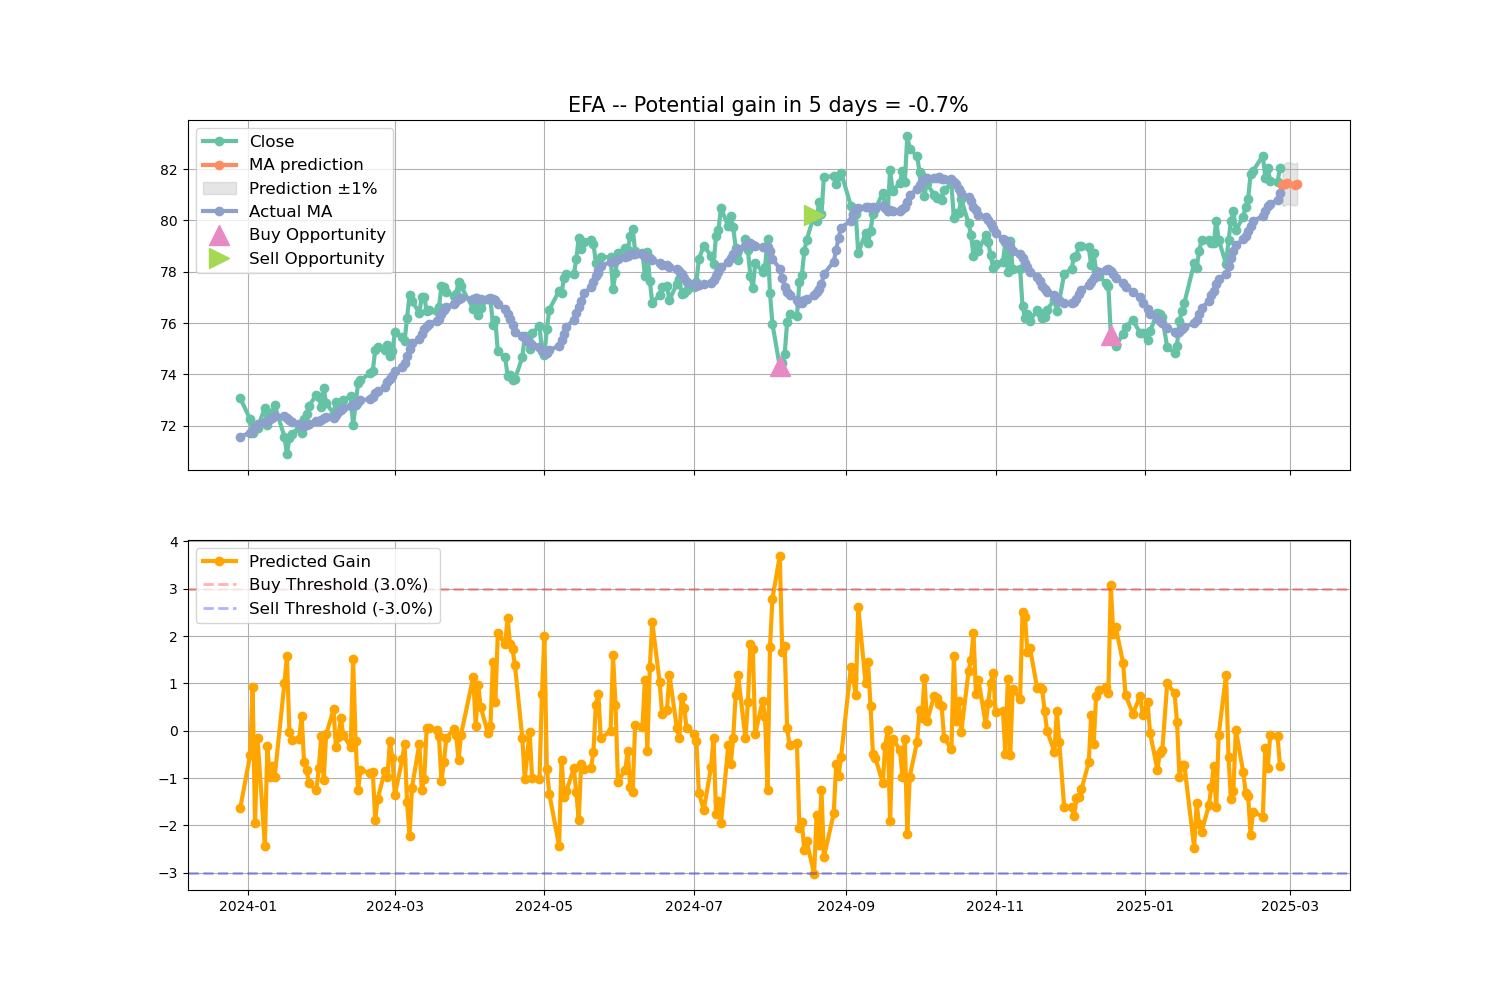 EFA -- Potential gain in 5 days = -0.7%
Close
MA prediction
Prediction ±1%
Actual MA
Buy Opportunity
Sell Opportunity
82
80
78
76
74
72
Predicted Gain
Buy Threshold (3.0%)
Sell Threshold (-3.0%)
4
3
2
1
0
−1
−2
−3
2024-01
2024-03
2024-05
2024-07
2024-09
2024-11
2025-01
2025-03